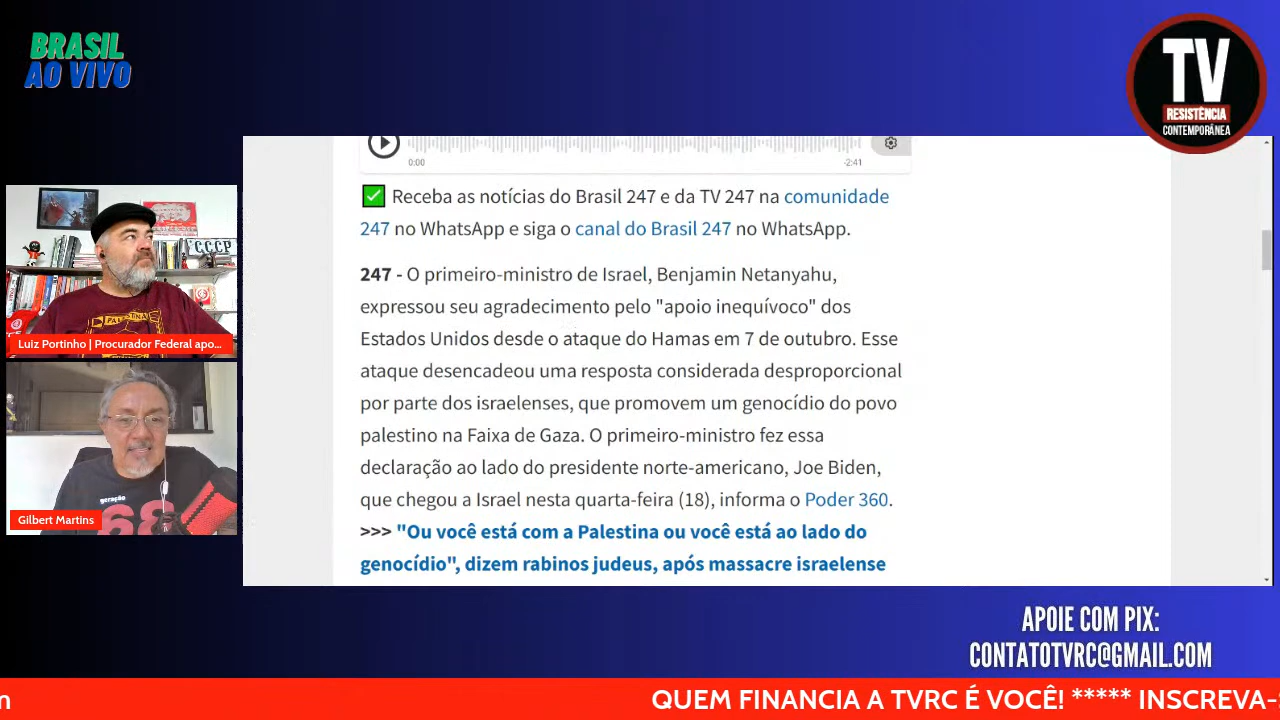 BRASIL
AO VIVO
TV
RESISTÊNCIA
CONTEMPORÂNEA
0:00
-2:41
Receba as notícias do Brasil 247 e da TV 247 na comunidade
247 no WhatsApp e siga o canal do Brasil 247 no WhatsApp.
247 - O primeiro-ministro de Israel, Benjamin Netanyahu,
expressou seu agradecimento pelo "apoio inequívoco" dos
Estados Unidos desde o ataque do Hamas em 7 de outubro. Esse
ataque desencadeou uma resposta considerada desproporcional
por parte dos israelenses, que promovem um genocídio do povo
palestino na Faixa de Gaza. O primeiro-ministro fez essa
declaração ao lado do presidente norte-americano, Joe Biden,
que chegou a Israel nesta quarta-feira (18), informa o Poder 360.
>>> "Ou você está com a Palestina ou você está ao lado do
genocídio", dizem rabinos judeus, após massacre israelense
CCCP
PALESTINA
Luiz Portinho | Procurador Federal apo...
geração
68
Gilbert Martins
APOIE COM PIX:
CONTATOTVRC@GMAIL.COM
m
QUEM FINANCIA A TVRC É VOCÊ! ***** INSCREVA-